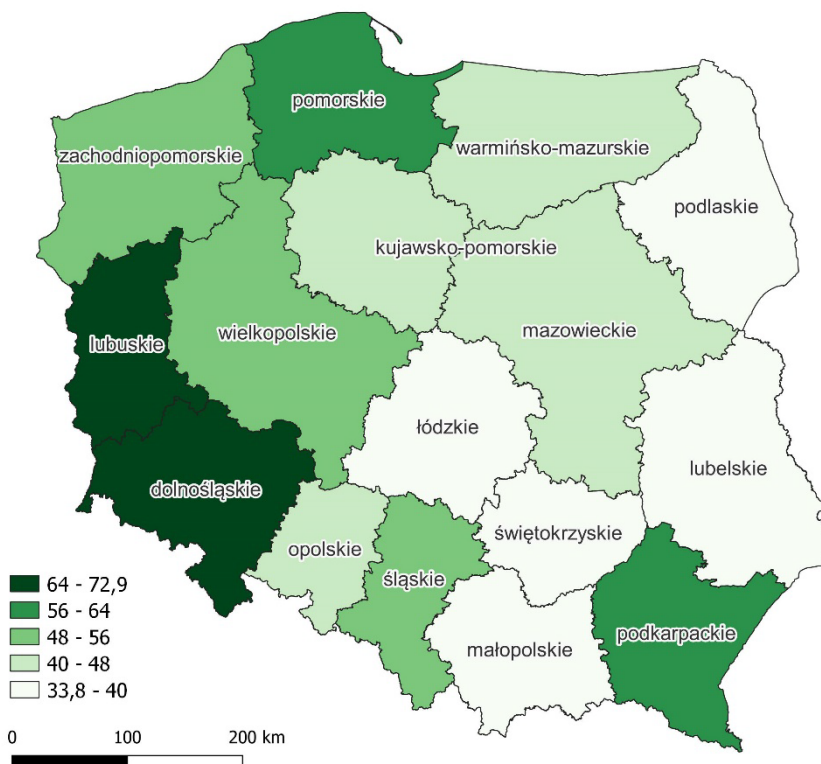 pomorskie
warmińsko-mazurskie
zachodniopomorskie
podlaskie
kujawsko-pomorskie
mazowieckie
wielkopolskie
lubuskie
łódzkie
lubelskie
dolnośląskie
świętokrzyskie
opolskie
śląskie
podkarpackie
małopolskie
64 - 72,9
56 - 64
48 - 56
40 - 48
33,8 - 40
0 100 200 km